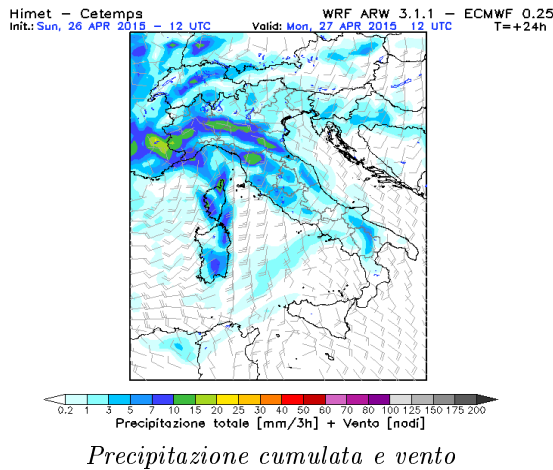 Himet – Cetemps WRF ARW 3.1.1 – ECMWF 0.25
Init.: Sun, 26 APR 2015 – 12 UTC Valid: Mon, 27 APR 2015 12 UTC T=+24h
0.2 1 3 5 7 10 15 20 25 30 40 50 60 70 80 100 125 150 175 200
Precipitazione totale [mm/3h] + Vento [nodi]
Precipitazione cumulata e vento